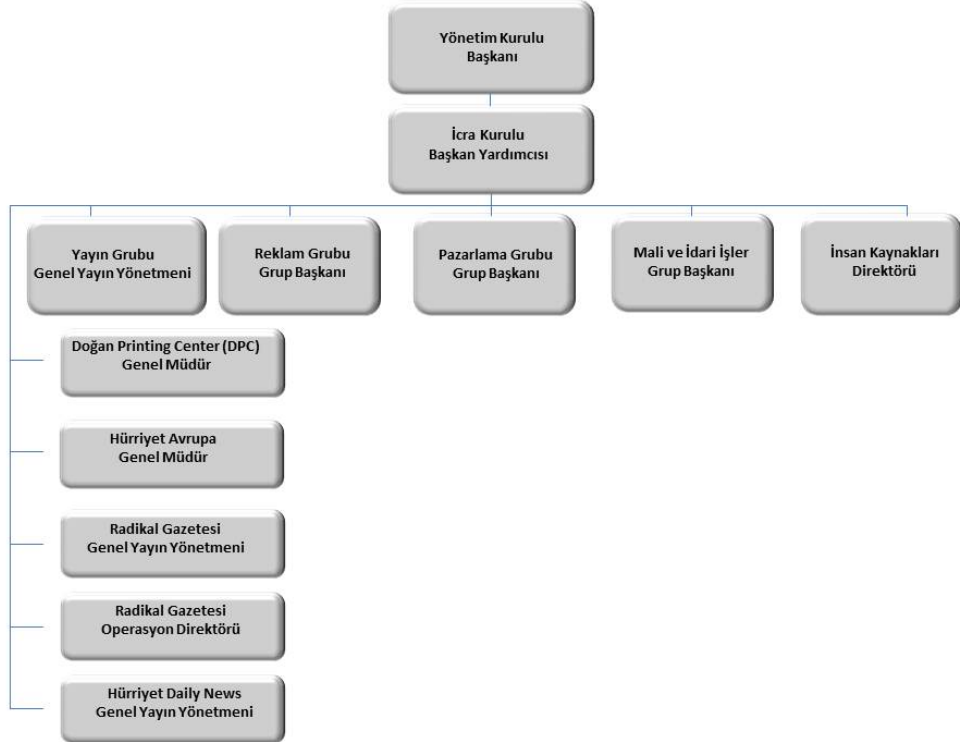 Yönetim Kurulu
Başkanı
İcra Kurulu
Başkan Yardımcısı
Yayın Grubu
Genel Yayın Yönetmeni
Reklam Grubu
Grup Başkanı
Pazarlama Grubu
Grup Başkanı
Mali ve İdari İşler
Grup Başkanı
İnsan Kaynakları
Direktörü
Doğan Printing Center (DPC)
Genel Müdür
Hürriyet Avrupa
Genel Müdür
Radikal Gazetesi
Genel Yayın Yönetmeni
Radikal Gazetesi
Operasyon Direktörü
Hürriyet Daily News
Genel Yayın Yönetmeni